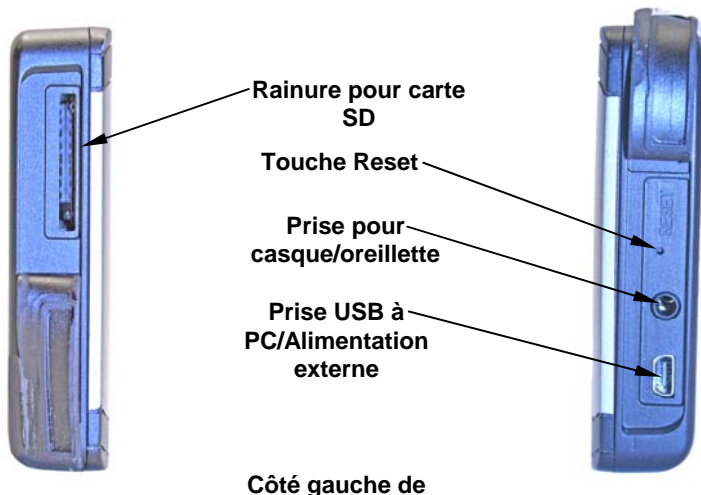 Rainure pour carte
SD
Touche Reset
Prise pour
casque/oreillette
Prise USB à
PC/Alimentation
externe
Côté gauche de
RESET